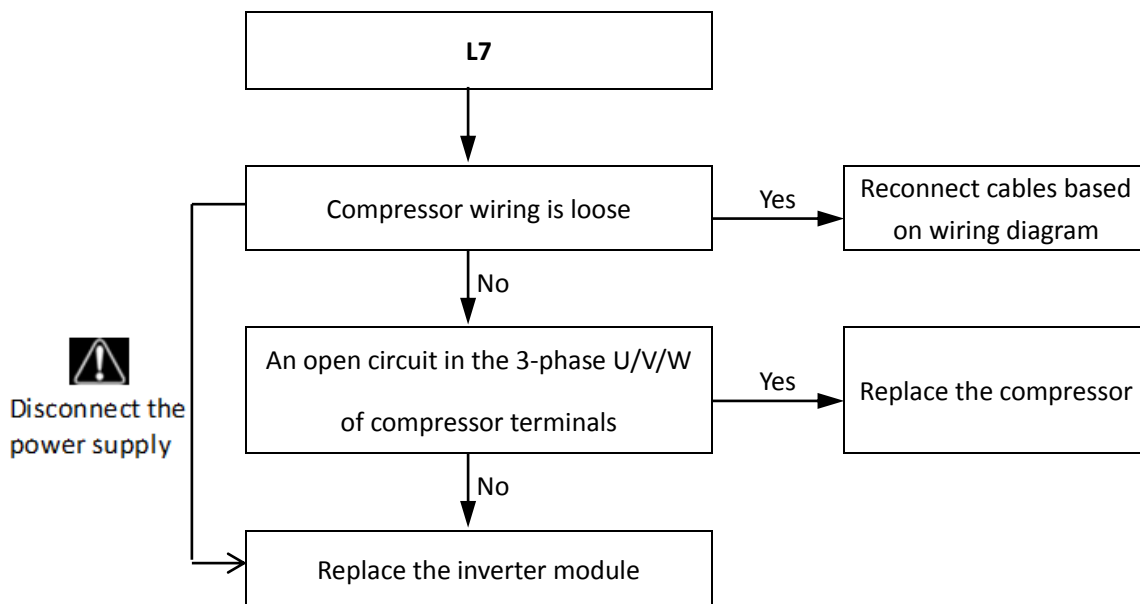 L7
Compressor wiring is loose
Yes
Reconnect cables based
on wiring diagram
No
Disconnect the
power supply
An open circuit in the 3-phase U/V/W
of compressor terminals
Yes
Replace the compressor
No
Replace the inverter module